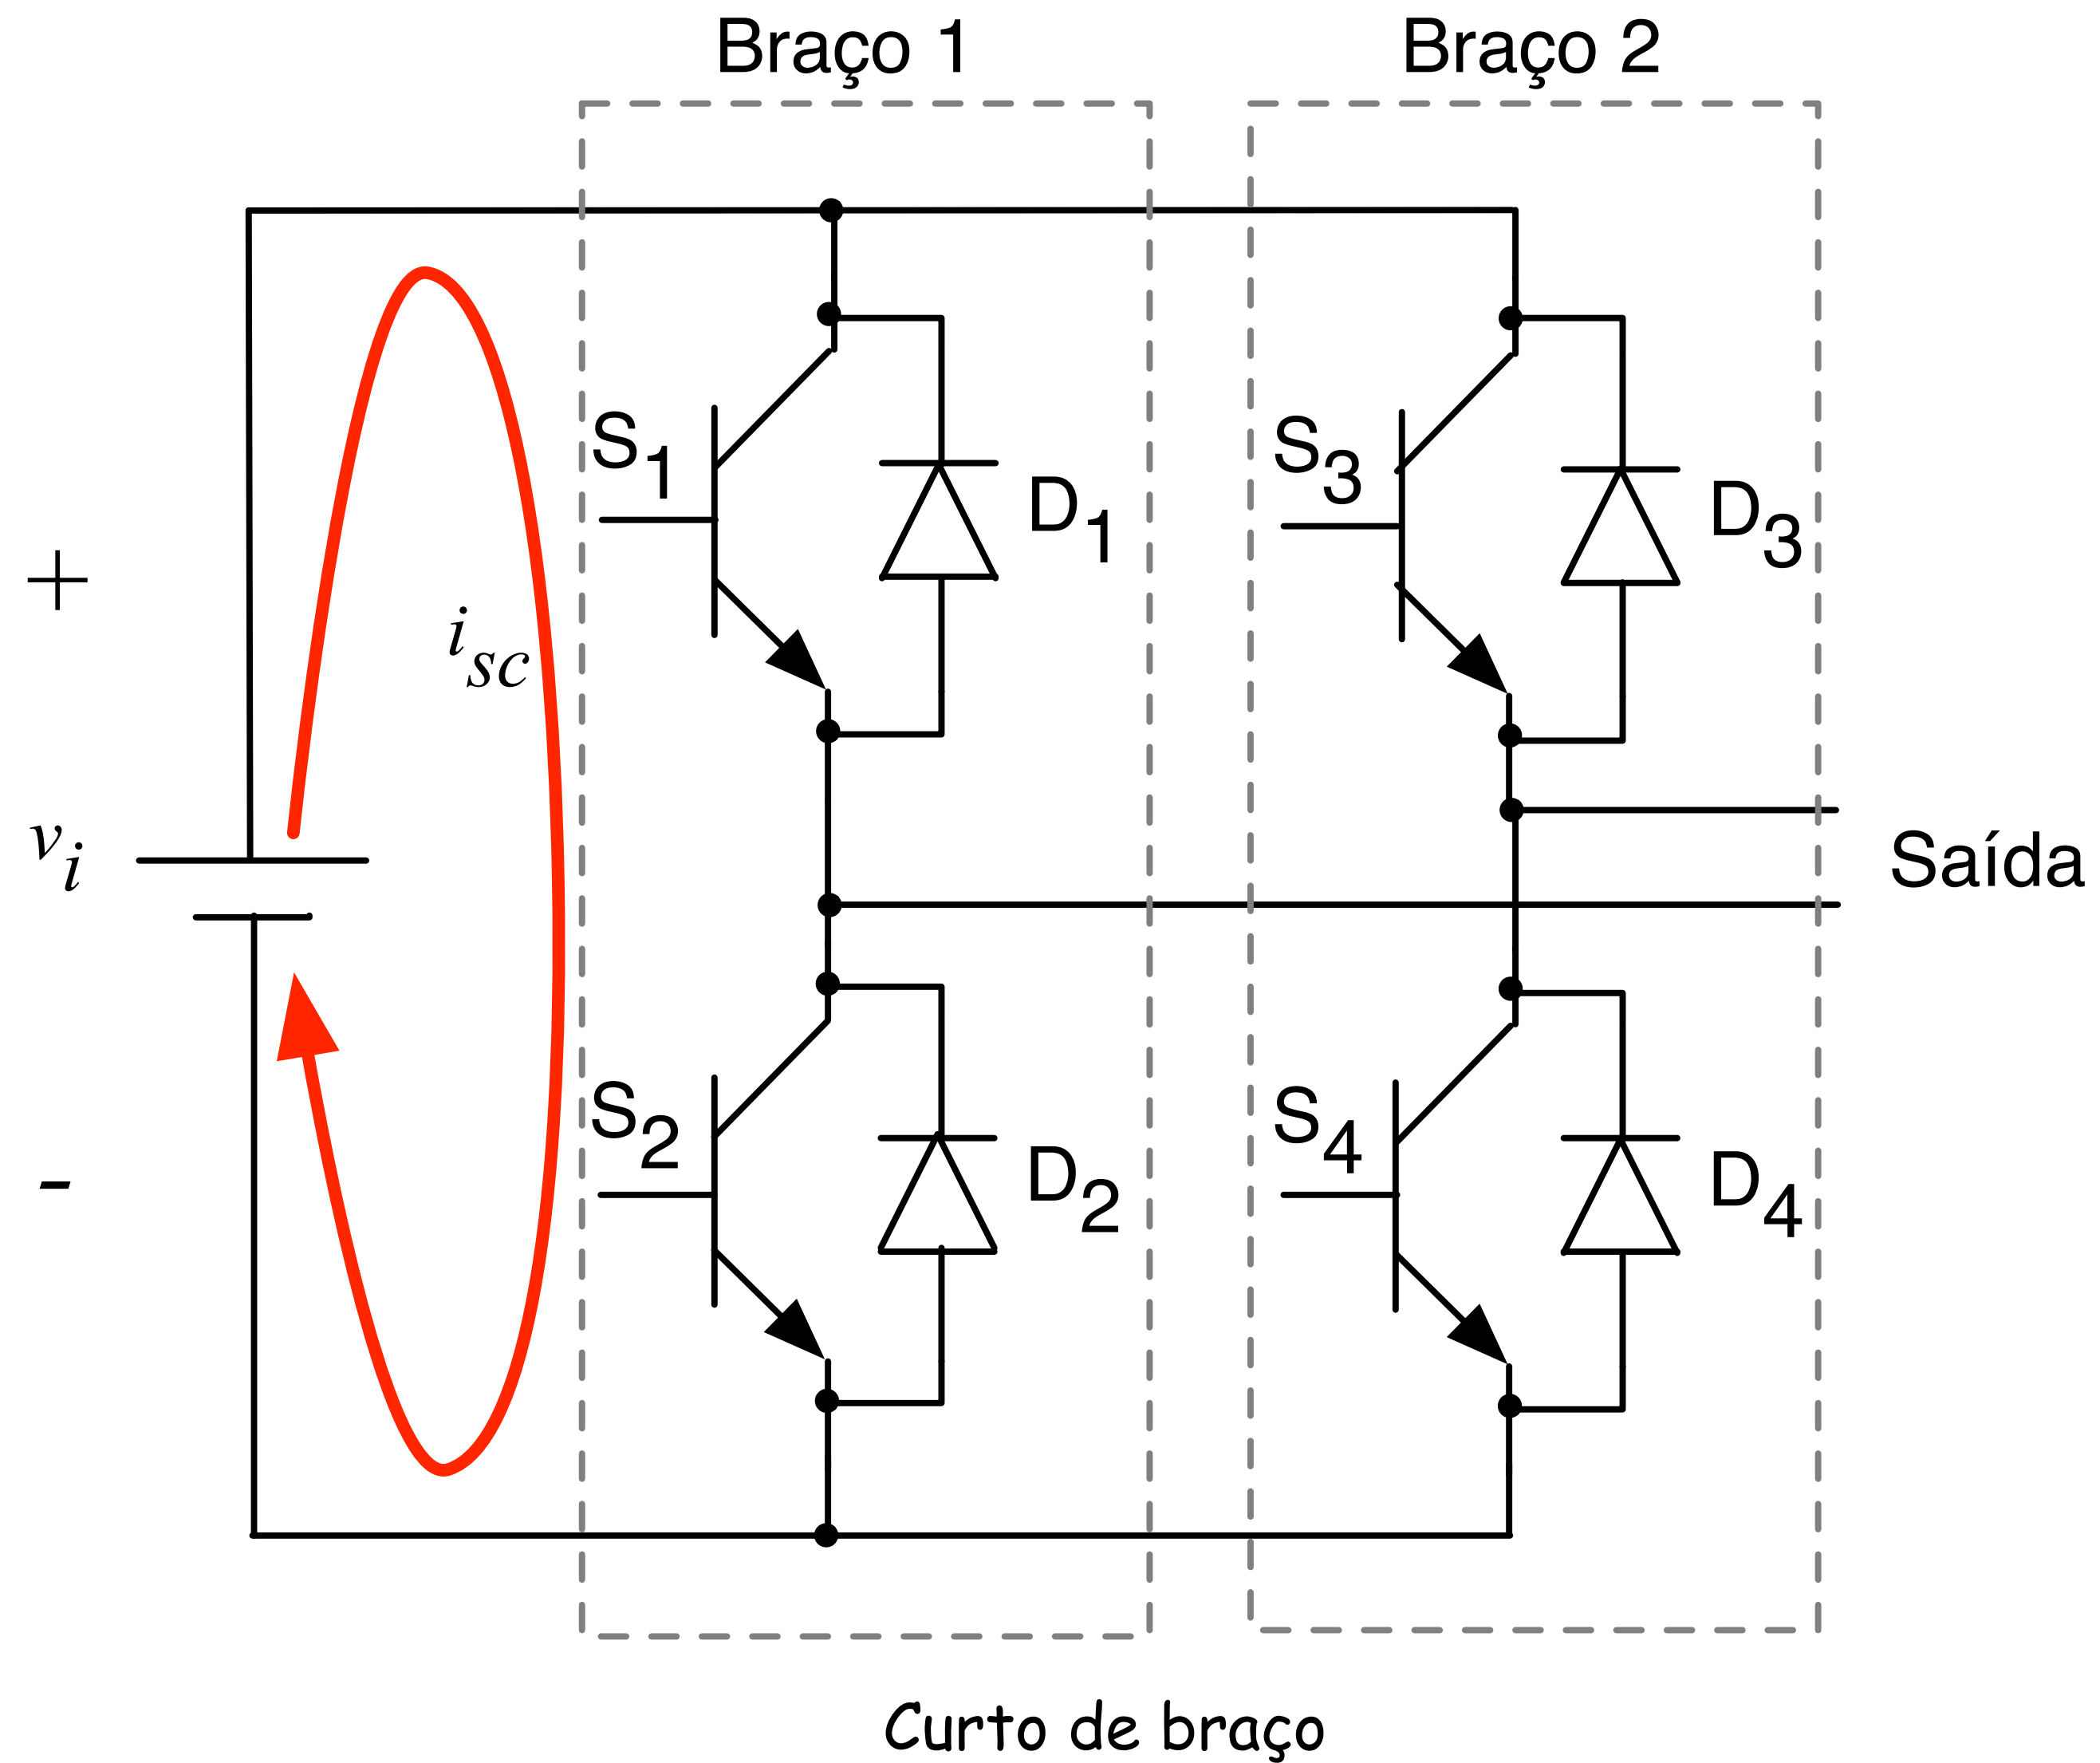 Braço 1
Braço 2
S1
D1
S3
D3
+
isc
vi
Saída
S2
D2
S4
D4
-
Curto de braço